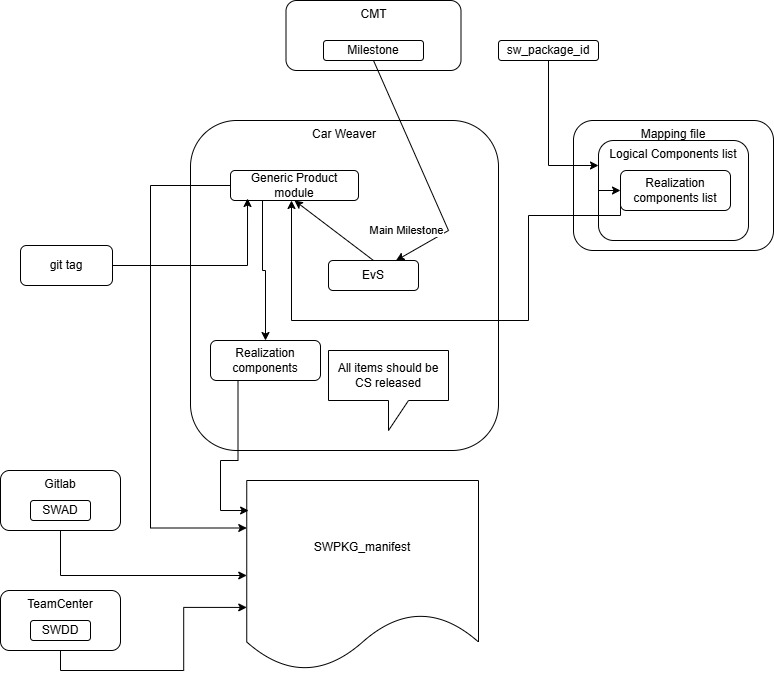 CMT
Milestone
sw_package_id
Car Weaver
Mapping file
Logical Components list
Realization
components list
Generic Product
module
Main Milestone
git tag
EvS
Realization
components
All items should be
CS released
Gitlab
SWAD
SWPKG_manifest
TeamCenter
SWDD